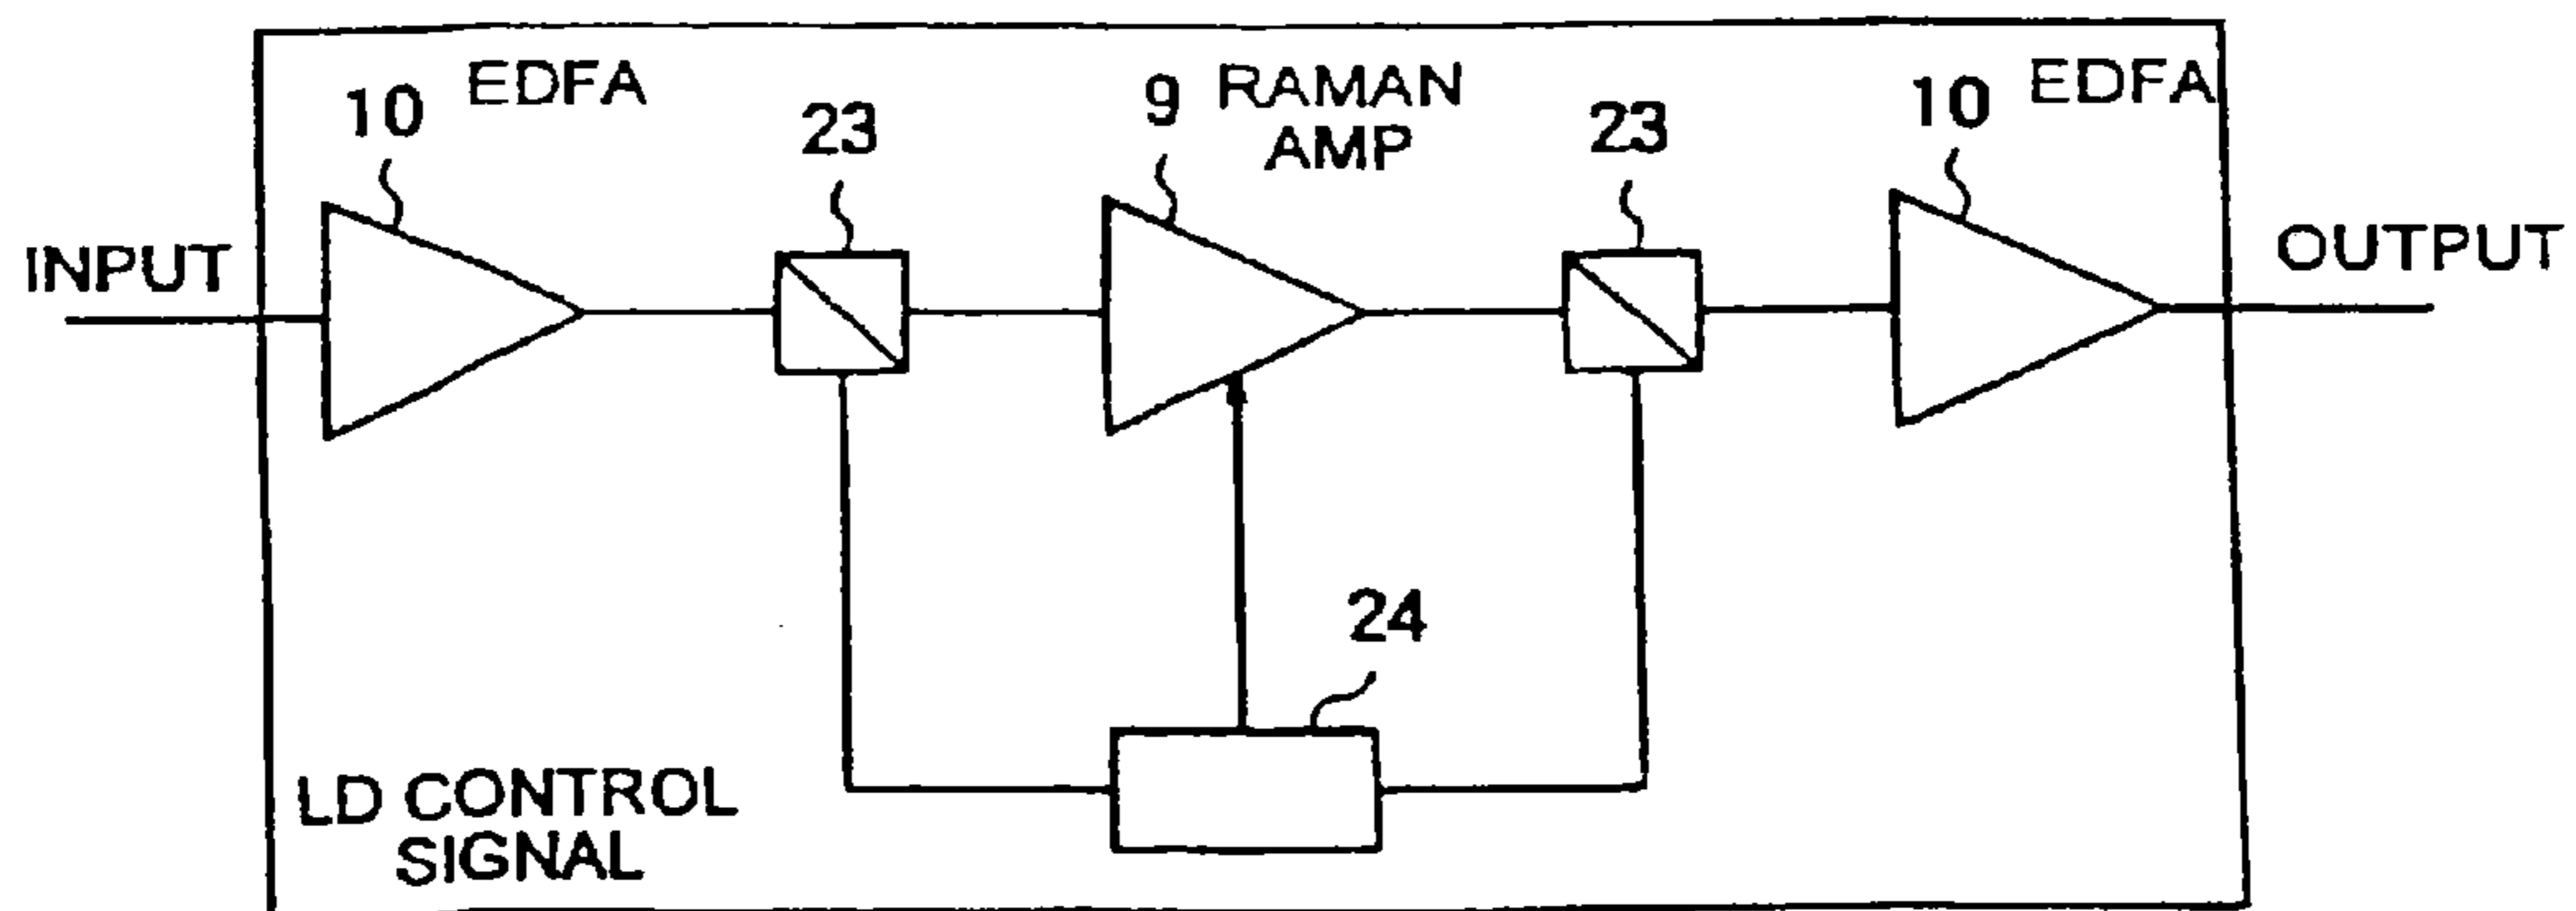 EDFA
10
23
9
RAMAN
AMP
23
10
EDFA
INPUT
OUTPUT
24
LD CONTROL
SIGNAL